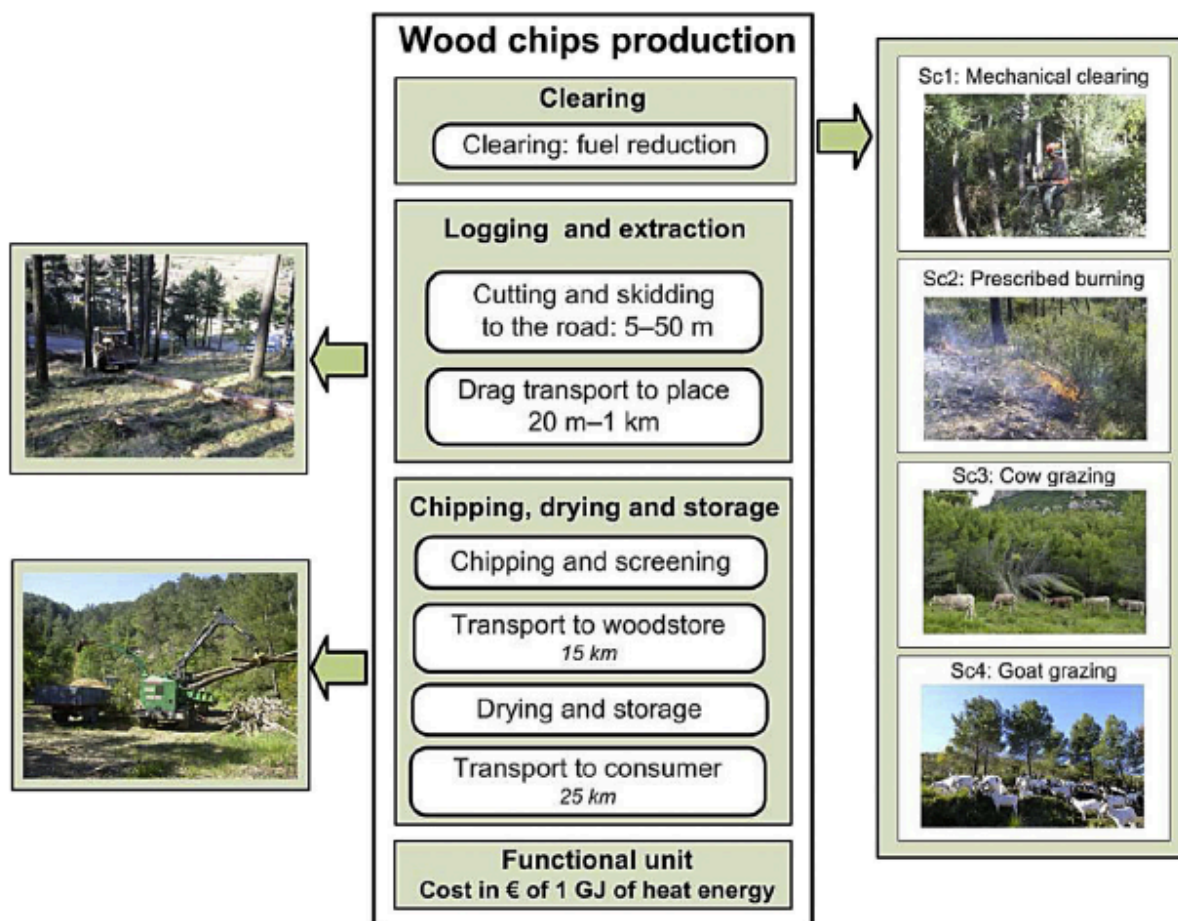 Wood chips production
Clearing
Clearing: fuel reduction
Logging and extraction
Cutting and skidding
to the road: 5–50 m
Drag transport to place
20 m–1 km
Chipping, drying and storage
Chipping and screening
Transport to woodstore
15 km
Drying and storage
Transport to consumer
25 km
Functional unit
Cost in € of 1 GJ of heat energy
Sc1: Mechanical clearing
Sc2: Prescribed burning
Sc3: Cow grazing
Sc4: Goat grazing